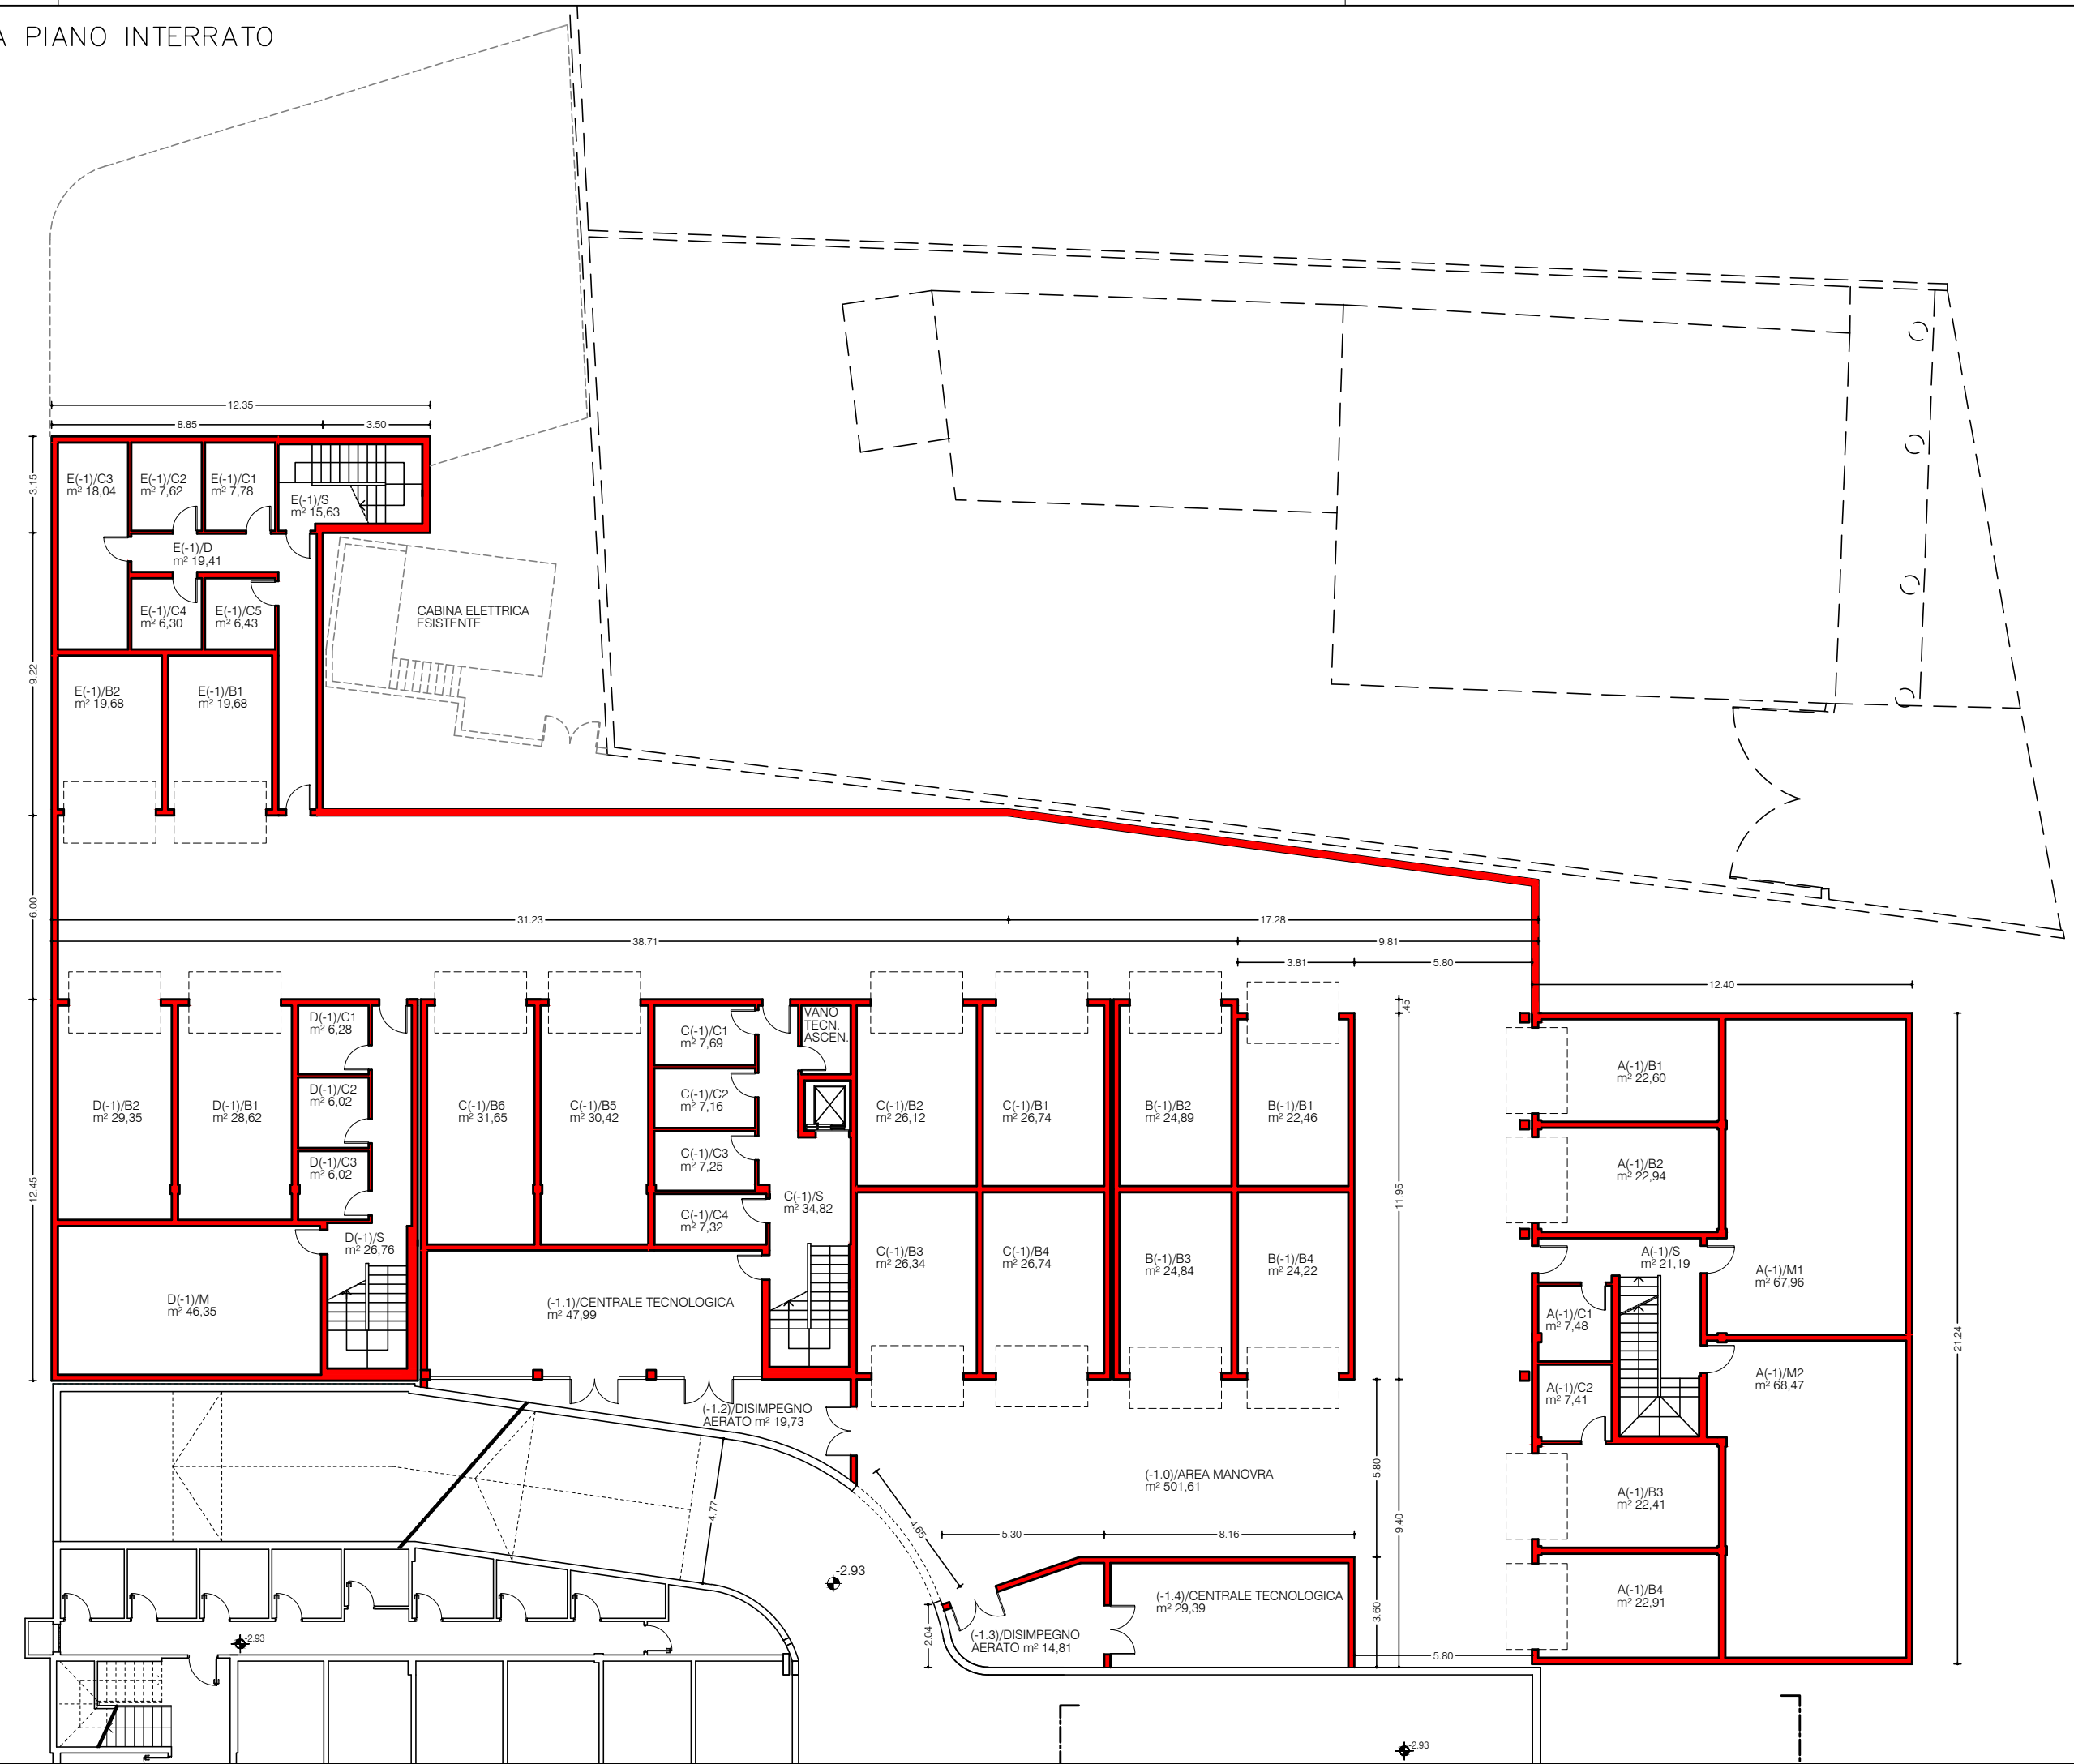 A PIANO INTERRATO
12.35
8.85
3.50
3.15
9.22
6.00
12.45
E(-1)/C3
m² 18,04
E(-1)/C2
m² 7,62
E(-1)/C1
m² 7,78
E(-1)/S
m² 15,63
E(-1)/D
m² 19,41
E(-1)/C4
m² 6,30
E(-1)/C5
m² 6,43
CABINA ELETTRICA
ESISTENTE
E(-1)/B2
m² 19,68
E(-1)/B1
m² 19,68
31.23
17.28
38.71
9.81
3.81
5.80
12.40
.45
D(-1)/B2
m² 29,35
D(-1)/B1
m² 28,62
D(-1)/C1
m² 6,28
D(-1)/C2
m² 6,02
D(-1)/C3
m² 6,02
D(-1)/S
m² 26,76
D(-1)/M
m² 46,35
C(-1)/B6
m² 31,65
C(-1)/B5
m² 30,42
C(-1)/C1
m² 7,69
C(-1)/C2
m² 7,16
C(-1)/C3
m² 7,25
C(-1)/C4
m² 7,32
VANO
TECN.
ASCEN.
C(-1)/S
m² 34,82
(-1.1)/CENTRALE TECNOLOGICA
m² 47,99
C(-1)/B2
m² 26,12
C(-1)/B1
m² 26,74
B(-1)/B2
m² 24,89
B(-1)/B1
m² 22,46
C(-1)/B3
m² 26,34
C(-1)/B4
m² 26,74
B(-1)/B3
m² 24,84
B(-1)/B4
m² 24,22
11.95
A(-1)/B1
m² 22,60
A(-1)/B2
m² 22,94
A(-1)/S
m² 21,19
A(-1)/M1
m² 67,96
A(-1)/C1
m² 7,48
A(-1)/C2
m² 7,41
A(-1)/M2
m² 68,47
A(-1)/B3
m² 22,41
A(-1)/B4
m² 22,91
21.24
(-1.2)/DISIMPEGNO
AERATO m² 19,73
(-1.0)/AREA MANOVRA
m² 501,61
4.77
4.65
5.30
8.16
5.80
9.40
3.60
2.04
5.80
-2.93
(-1.3)/DISIMPEGNO
AERATO m² 14,81
(-1.4)/CENTRALE TECNOLOGICA
m² 29,39
-2.93
-2.93